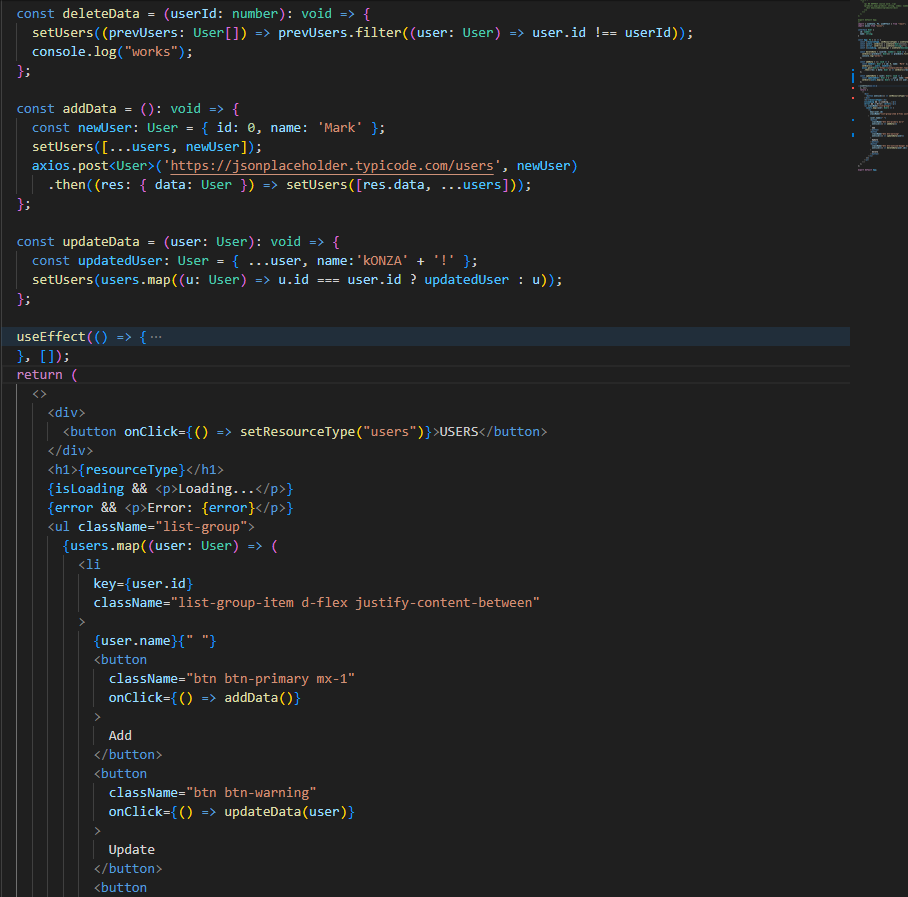 const deleteData = (userId: number): void => {
setUsers((prevUsers: User[]) => prevUsers.filter((user: User) => user.id !== userId));
console.log("works");
};
const addData = (): void => {
const newUser: User = { id: 0, name: 'Mark' };
setUsers([...users, newUser]);
axios.post<User>('https://jsonplaceholder.typicode.com/users', newUser)
.then((res: { data: User }) => setUsers([res.data, ...users]));
};
const updateData = (user: User): void => {
const updatedUser: User = { ...user, name:'kONZA' + '!' };
setUsers(users.map((u: User) => u.id === user.id ? updatedUser : u));
};
useEffect(() => { ⋯
}, []);
return (
<>
<div>
<button onClick={() => setResourceType("users")}>USERS</button>
</div>
<h1>{resourceType}</h1>
{isLoading && <p>Loading...</p>}
{error && <p>Error: {error}</p>}
<ul className="list-group">
{users.map((user: User) => (
<li
key={user.id}
className="list-group-item d-flex justify-content-between"
>
{user.name}{" "}
<button
className="btn btn-primary mx-1"
onClick={() => addData()}
>
Add
</button>
<button
className="btn btn-warning"
onClick={() => updateData(user)}
>
Update
</button>
<button